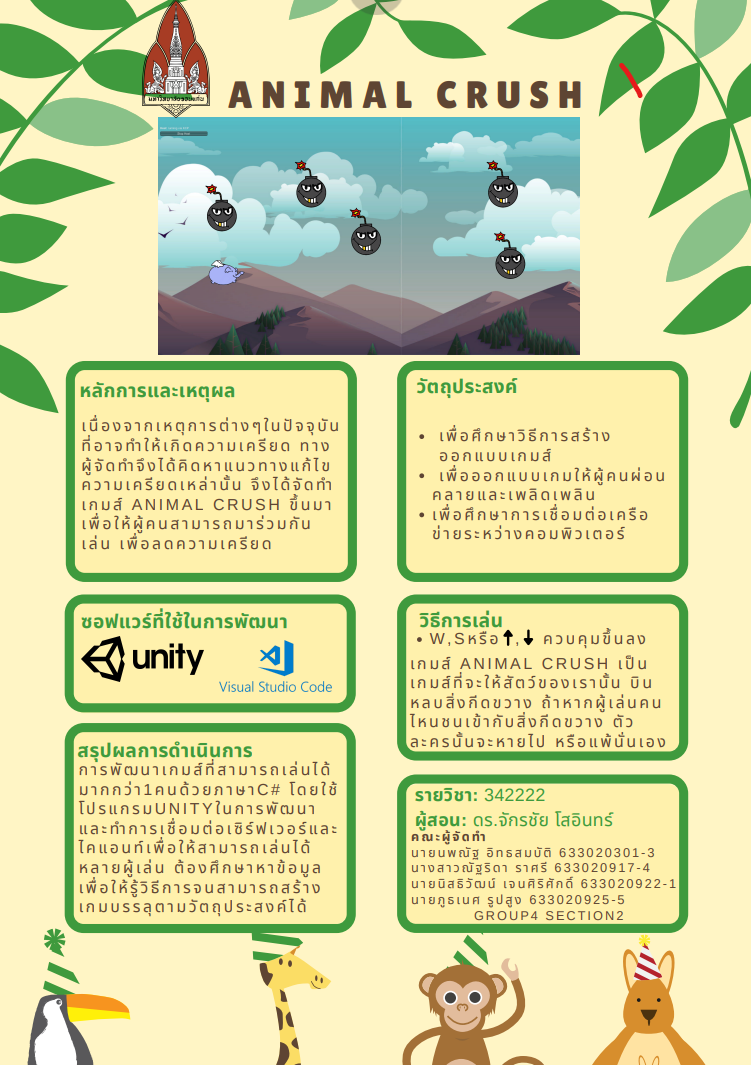 มหาวิทยาลัยขอนแก่น
ANIMAL CRUSH
หลักการและเหตุผล
เนื่องจากเหตุการต่างๆในปัจจุบัน
ที่อาจทำให้เกิดความเครียด ทาง
ผู้จัดทำจึงได้คิดหาแนวทางแก้ไข
ความเครียดเหล่านั้น จึงได้จัดทำ
เกมส์ ANIMAL CRUSH ขึ้นมา
เพื่อให้ผู้คนสามารถมาร่วมกัน
เล่น เพื่อลดความเครียด
วัตถุประสงค์
• เพื่อศึกษาวิธีการสร้าง
ออกแบบเกมส์
• เพื่อออกแบบเกมให้ผู้คนผ่อน
คลายและเพลิดเพลิน
• เพื่อศึกษาการเชื่อมต่อเครือ
ข่ายระหว่างคอมพิวเตอร์
ซอฟแวร์ที่ใช้ในการพัฒนา
unity
Visual Studio Code
วิธีการเล่น
• W,Sหรือ↑,↓ ควบคุมขึ้นลง
เกมส์ ANIMAL CRUSH เป็น
เกมส์ที่จะให้สัตว์ของเรานั้น บิน
หลบสิ่งกีดขวาง ถ้าหากผู้เล่นคน
ไหนชนเข้ากับสิ่งกีดขวาง ตัว
ละครนั้นจะหายไป หรือแพ้นั่นเอง
สรุปผลการดำเนินการ
การพัฒนาเกมส์ที่สามารถเล่นได้
มากกว่า1คนด้วยภาษาC# โดยใช้
โปรแกรมUNITYในการพัฒนา
และทำการเชื่อมต่อเซิร์ฟเวอร์และ
ไคแอนท์เพื่อให้สามารถเล่นได้
หลายผู้เล่น ต้องศึกษาหาข้อมูล
เพื่อให้รู้วิธีการจนสามารถสร้าง
เกมบรรลุตามวัตถุประสงค์ได้
รายวิชา: 342222
ผู้สอน: ดร.จักรชัย โสอินทร์
คณะผู้จัดทำ
นายนพณัฐ อิทธสมบัติ 633020301-3
นางสาวณัฐริดา ราศรี 633020917-4
นายนิสธิวัฒน์ เจนศิริศักดิ์ 633020922-1
นายภูธเนศ รูปสูง 633020925-5
GROUP4 SECTION2